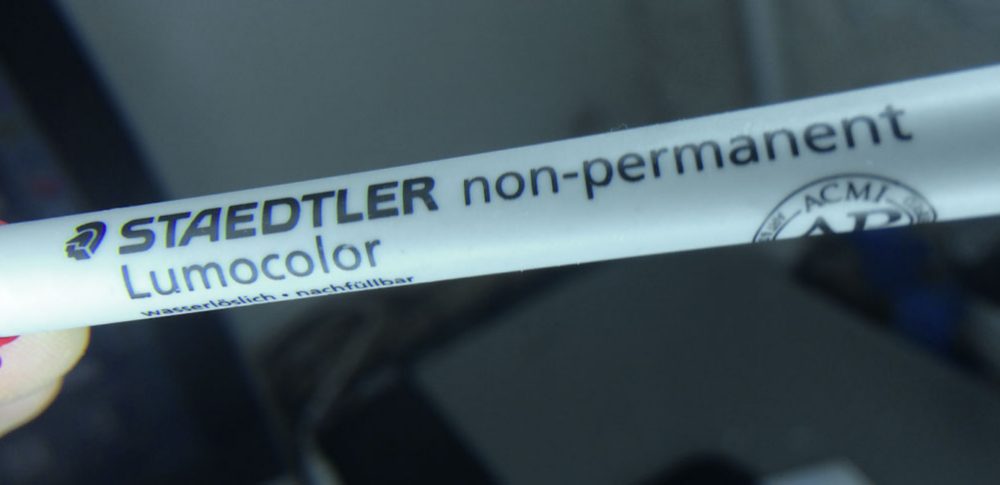 STAEDTLER non-permanent
Lumocolor
wasserlöslich • nachfüllbar
ACMI
AP